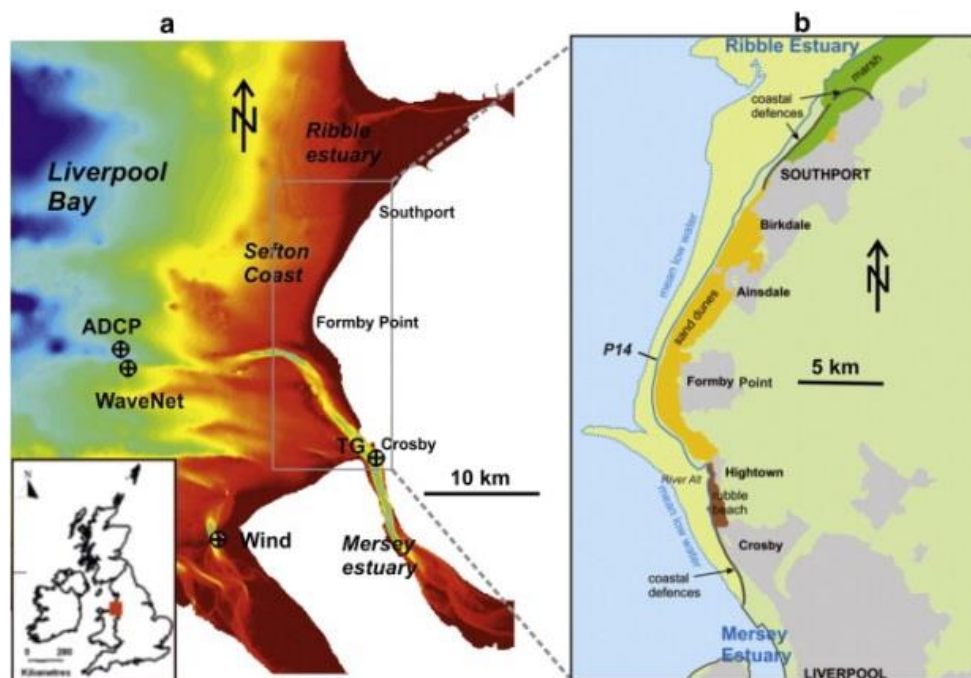 a
N
Liverpool
Bay
Ribble
estuary
Southport
Sefton
Coast
Formby Point
ADCP
WaveNet
TG
Crosby
10 km
Wind
Mersey
estuary
N
0 200
Kilometres
b
Ribble Estuary
marsh
coastal
defences
SOUTHPORT
mean low water
Birkdale
N
Ainsdale
sand dunes
P14
5 km
Formby Point
Hightown
River Alt
rubble
beach
mean low water
Crosby
coastal
defences
Mersey
Estuary
LIVERPOOL